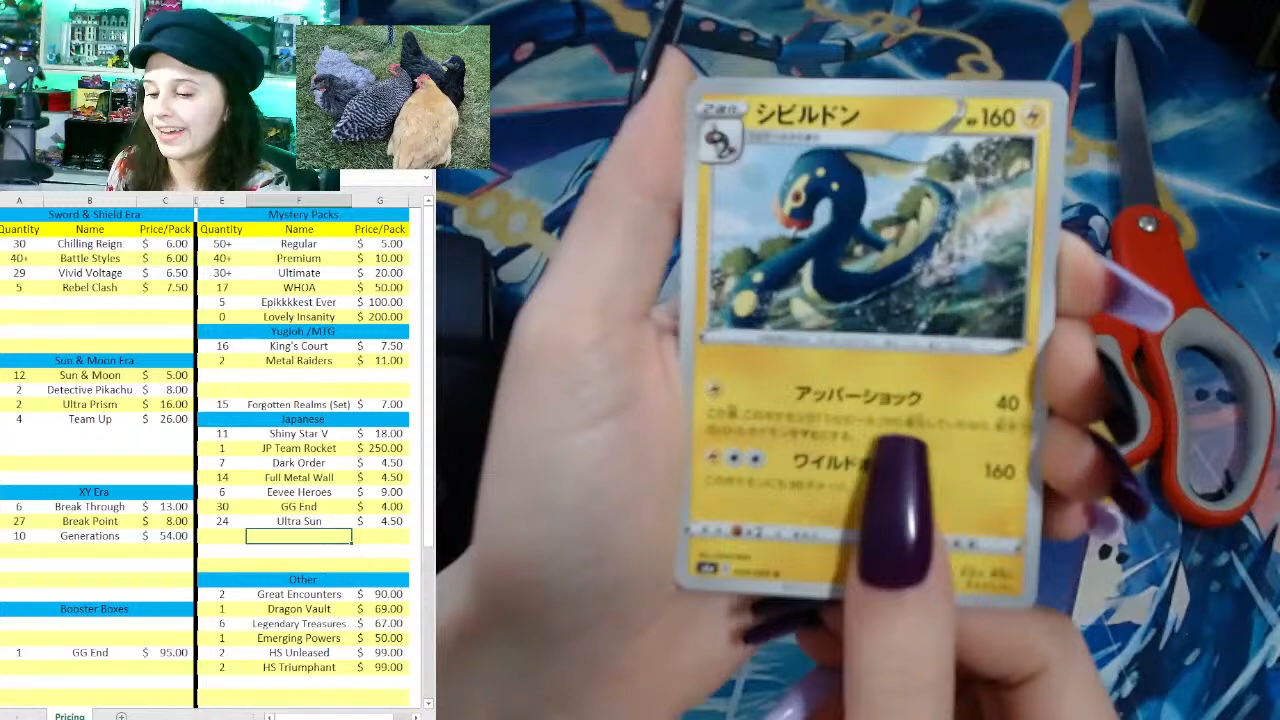 A B C E F G
Sword & Shield Era Mystery Packs
Quantity Name Price/Pack Quantity Name Price/Pack
30 Chilling Reign $ 6.00 50+ Regular $ 5.00
40+ Battle Styles $ 6.00 40+ Premium $ 10.00
29 Vivid Voltage $ 6.50 30+ Ultimate $ 20.00
5 Rebel Clash $ 7.50 17 WHOA $ 50.00
5 Epikkkkest Ever $ 100.00
0 Lovely Insanity $ 200.00
Yugioh /MTG
16 King's Court $ 7.50
Sun & Moon Era 2 Metal Raiders $ 11.00
12 Sun & Moon $ 5.00
2 Detective Pikachu $ 8.00
2 Ultra Prism $ 16.00 15 Forgotten Realms (Set) $ 7.00
4 Team Up $ 26.00 Japanese
11 Shiny Star V $ 18.00
1 JP Team Rocket $ 250.00
7 Dark Order $ 4.50
14 Full Metal Wall $ 4.50
XY Era 6 Eevee Heroes $ 9.00
6 Break Through $ 13.00 30 GG End $ 4.00
27 Break Point $ 8.00 24 Ultra Sun $ 4.50
10 Generations $ 54.00
Other
2 Great Encounters $ 90.00
Booster Boxes 1 Dragon Vault $ 69.00
6 Legendary Treasures $ 67.00
1 Emerging Powers $ 50.00
1 GG End $ 95.00 2 HS Unleashed $ 99.00
2 HS Triumphant $ 99.00
Pricing
シビルドン HP 160
アッパーショック 40
ワイルド 160